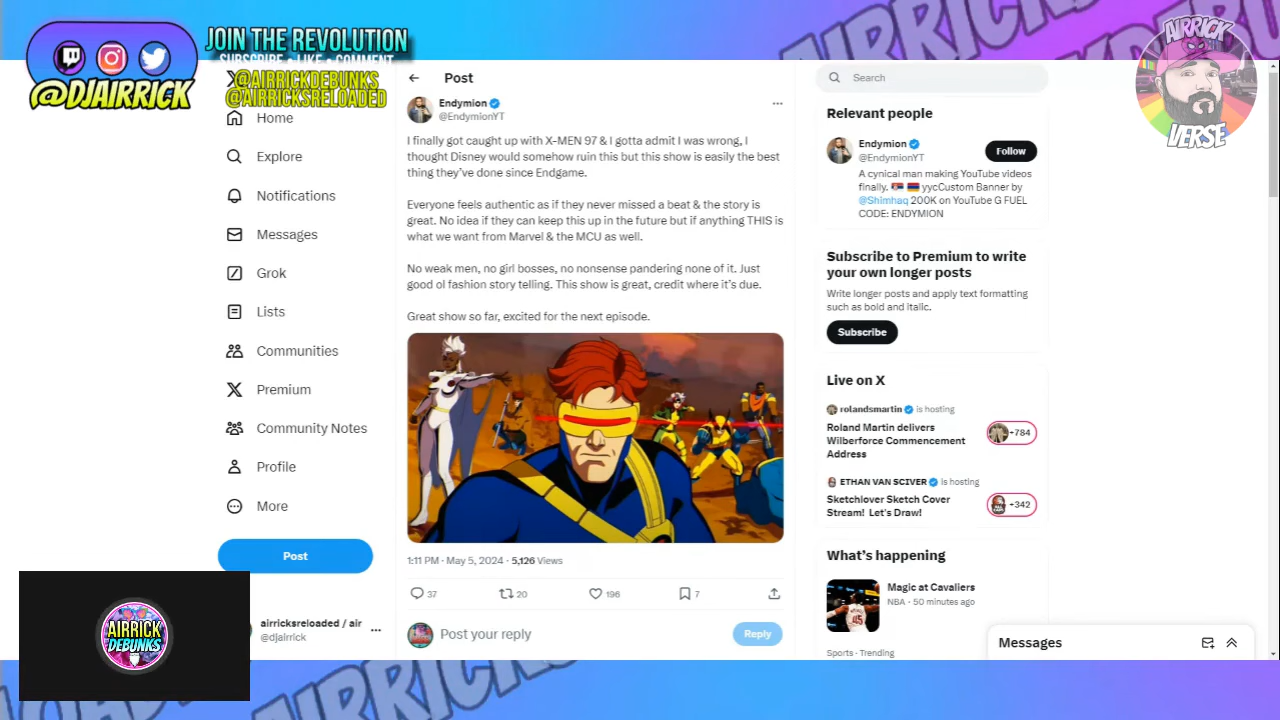 JOIN THE REVOLUTION
SUBSCRIBE • LIKE • COMMENT
@DJAIRRICK
@AIRRICKDEBUNKS
@AIRRICKSRELOADED
AIRRICK
VERSE
Home
Explore
Notifications
Messages
Grok
Lists
Communities
Premium
Community Notes
Profile
More
Post
airricksreloaded / air
@djairrick
AIRRICK
DEBUNKS
Post
Endymion
@EndymionYT
I finally got caught up with X-MEN 97 & I gotta admit I was wrong, I
thought Disney would somehow ruin this but this show is easily the best
thing they've done since Endgame.
Everyone feels authentic as if they never missed a beat & the story is
great. No idea if they can keep this up in the future but if anything THIS is
what we want from Marvel & the MCU as well.
No weak men, no girl bosses, no nonsense pandering none of it. Just
good ol fashion story telling. This show is great, credit where it's due.
Great show so far, excited for the next episode.
1:11 PM · May 5, 2024 · 5,126 Views
37
20
196
7
Post your reply
Reply
Search
Relevant people
Endymion
@EndymionYT
Follow
A cynical man making YouTube videos
finally. yycCustom Banner by
@Shimhaq 200K on YouTube G FUEL
CODE: ENDYMION
Subscribe to Premium to write
your own longer posts
Write longer posts and apply text formatting
such as bold and italic.
Subscribe
Live on X
rolandsmartin is hosting
Roland Martin delivers
Wilberforce Commencement
Address
+784
ETHAN VAN SCIVER is hosting
Sketchlover Sketch Cover
Stream! Let's Draw!
+342
What's happening
Magic at Cavaliers
NBA · 50 minutes ago
Sports · Trending
Messages